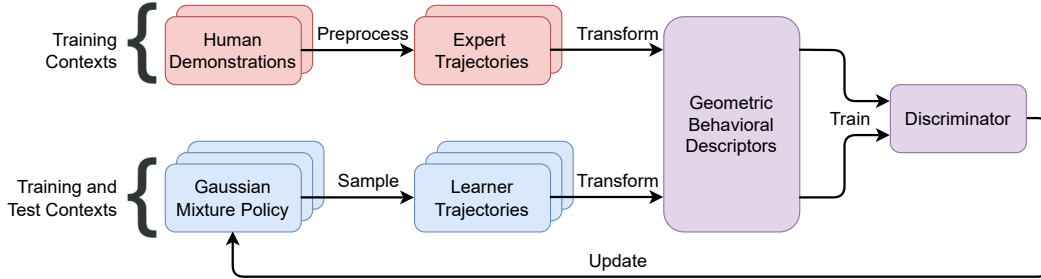 Training
Contexts
Human
Demonstrations
Preprocess
Expert
Trajectories
Transform
Geometric
Behavioral
Descriptors
Train
Discriminator
Training and
Test Contexts
Gaussian
Mixture Policy
Sample
Learner
Trajectories
Transform
Update